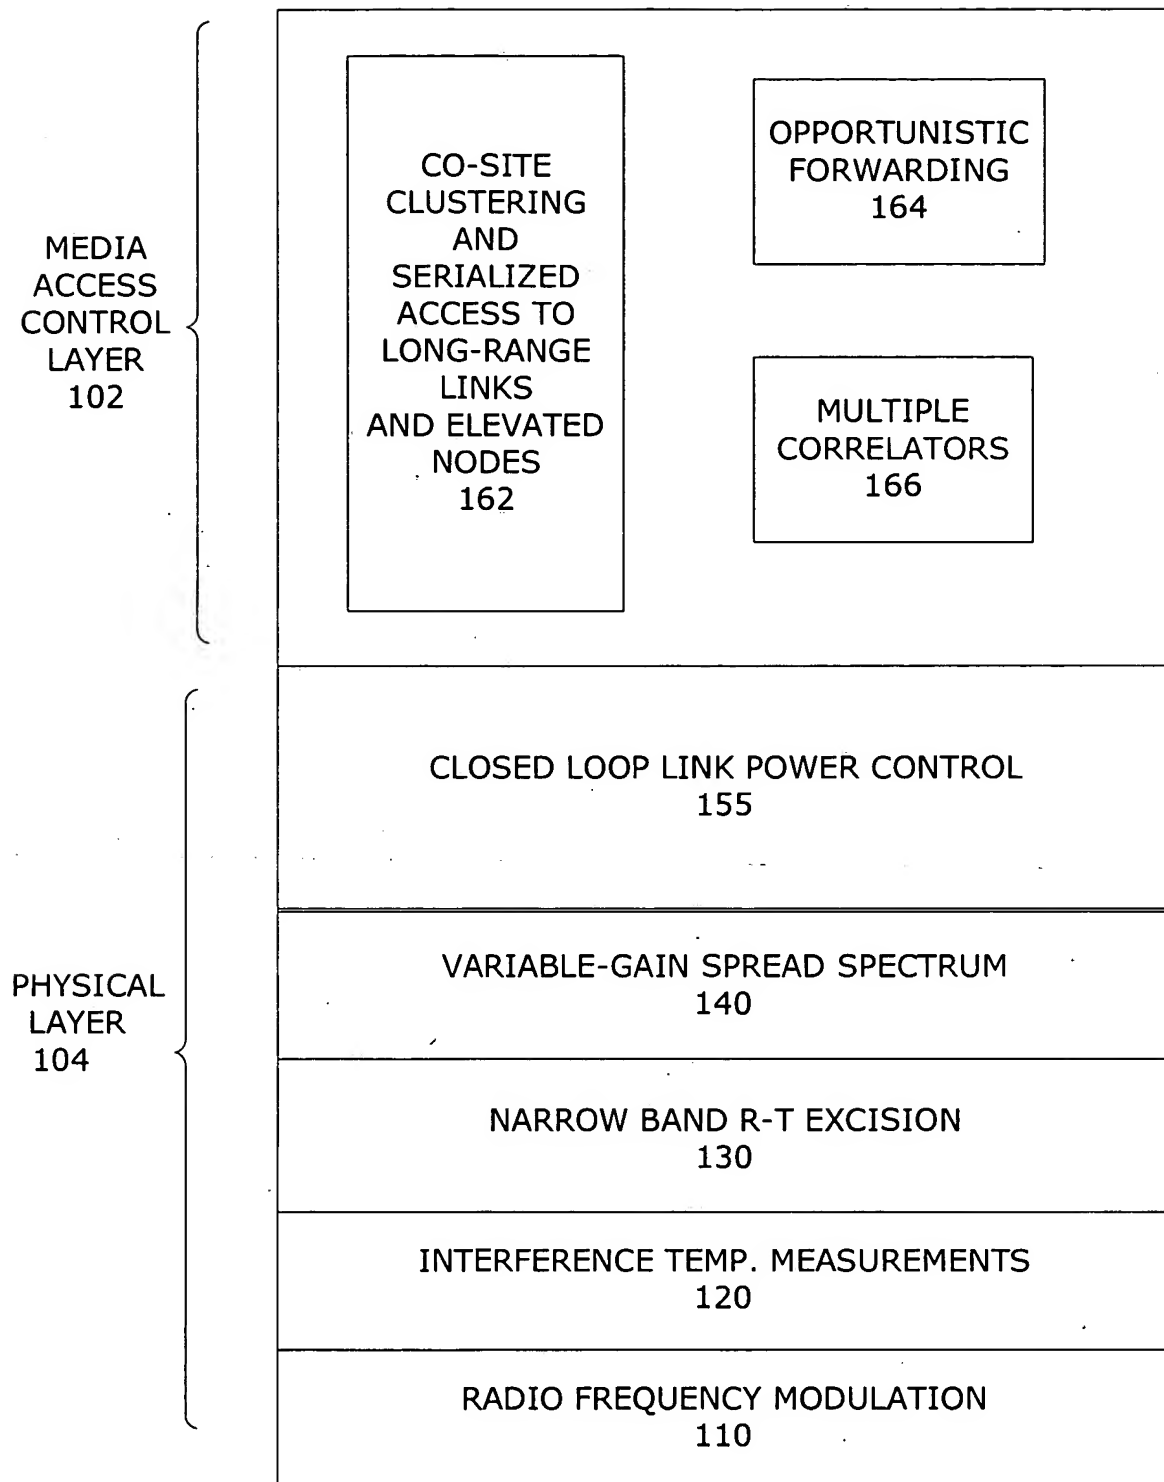 MEDIA
ACCESS
CONTROL
LAYER
102
CO-SITE
CLUSTERING
AND
SERIALIZED
ACCESS TO
LONG-RANGE
LINKS
AND ELEVATED
NODES
162
OPPORTUNISTIC
FORWARDING
164
MULTIPLE
CORRELATORS
166
PHYSICAL
LAYER
104
CLOSED LOOP LINK POWER CONTROL
155
VARIABLE-GAIN SPREAD SPECTRUM
140
NARROW BAND R-T EXCISION
130
INTERFERENCE TEMP. MEASUREMENTS
120
RADIO FREQUENCY MODULATION
110